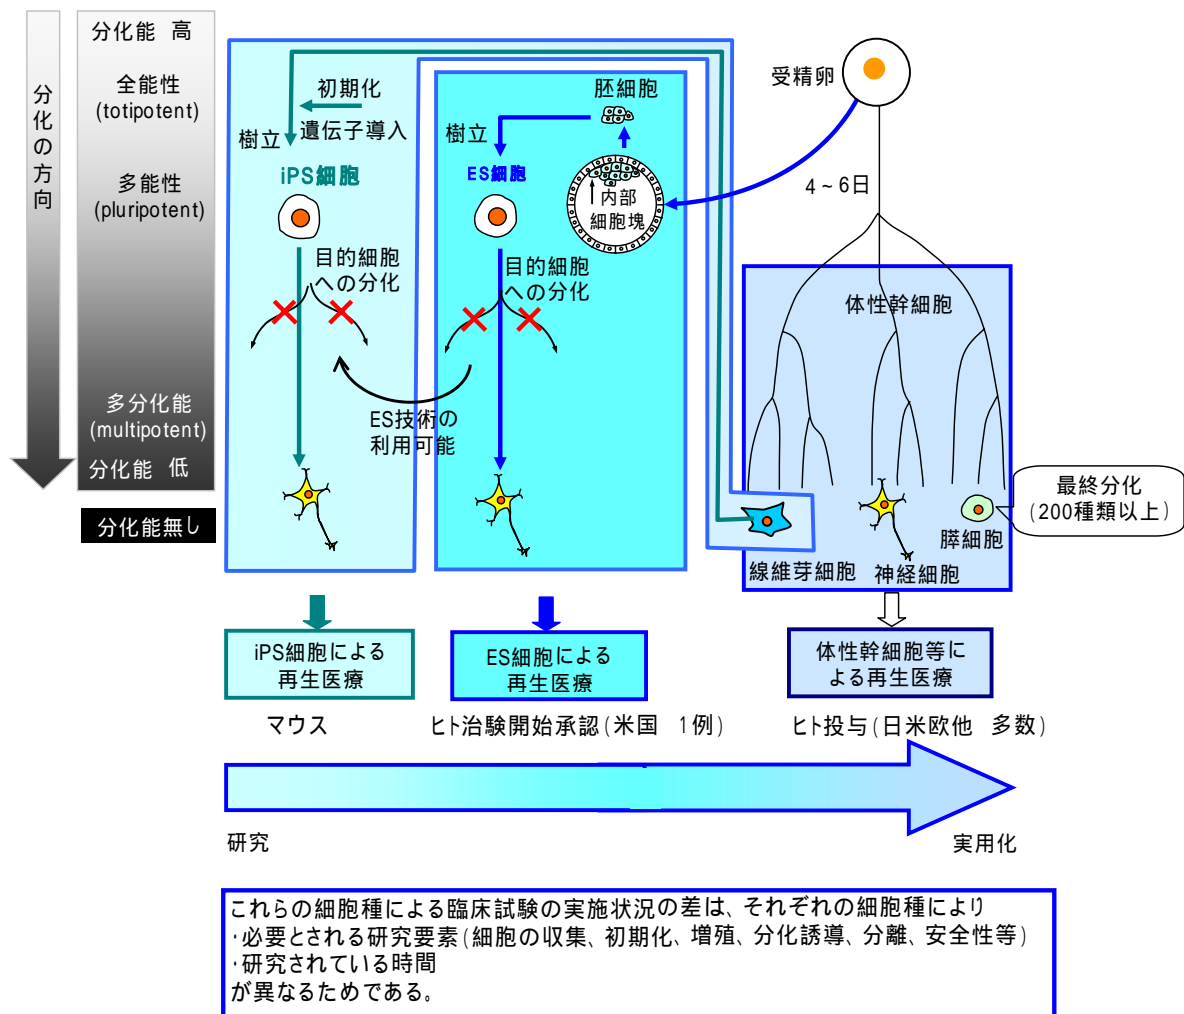 分化の方向
分化能 高
全能性
(totipotent)
多能性
(pluripotent)
多分化能
(multipotent)
分化能 低
分化能無し
初期化
遺伝子導入
樹立
iPS細胞
目的細胞
への分化
胚細胞
樹立
ES細胞
内部
細胞塊
目的細胞
への分化
ES技術の
利用可能
受精卵
4~6日
体性幹細胞
最終分化
(200種類以上)
膵細胞
線維芽細胞
神経細胞
iPS細胞による
再生医療
ES細胞による
再生医療
体性幹細胞等に
よる再生医療
マウス
ヒト治験開始承認(米国 1例)
ヒト投与(日米欧他 多数)
研究
実用化
これらの細胞種による臨床試験の実施状況の差は、それぞれの細胞種により
・必要とされる研究要素(細胞の収集、初期化、増殖、分化誘導、分離、安全性等)
・研究されている時間
が異なるためである。